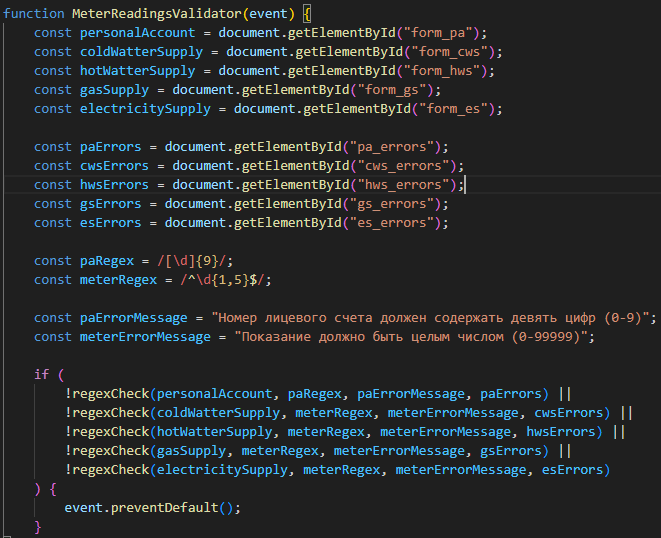 function MeterReadingsValidator(event) {
const personalAccount = document.getElementById("form_pa");
const coldWatterSupply = document.getElementById("form_cws");
const hotWatterSupply = document.getElementById("form_hws");
const gasSupply = document.getElementById("form_gs");
const electricitySupply = document.getElementById("form_es");
const paErrors = document.getElementById("pa_errors");
const cwsErrors = document.getElementById("cws_errors");
const hwsErrors = document.getElementById("hws_errors");
const gsErrors = document.getElementById("gs_errors");
const esErrors = document.getElementById("es_errors");
const paRegex = /[\d]{9}/;
const meterRegex = /^\d{1,5}$/;
const paErrorMessage = "Номер лицевого счета должен содержать девять цифр (0-9)";
const meterErrorMessage = "Показание должно быть целым числом (0-99999)";
if (
!regexCheck(personalAccount, paRegex, paErrorMessage, paErrors) ||
!regexCheck(coldWatterSupply, meterRegex, meterErrorMessage, cwsErrors) ||
!regexCheck(hotWatterSupply, meterRegex, meterErrorMessage, hwsErrors) ||
!regexCheck(gasSupply, meterRegex, meterErrorMessage, gsErrors) ||
!regexCheck(electricitySupply, meterRegex, meterErrorMessage, esErrors)
) {
event.preventDefault();
}